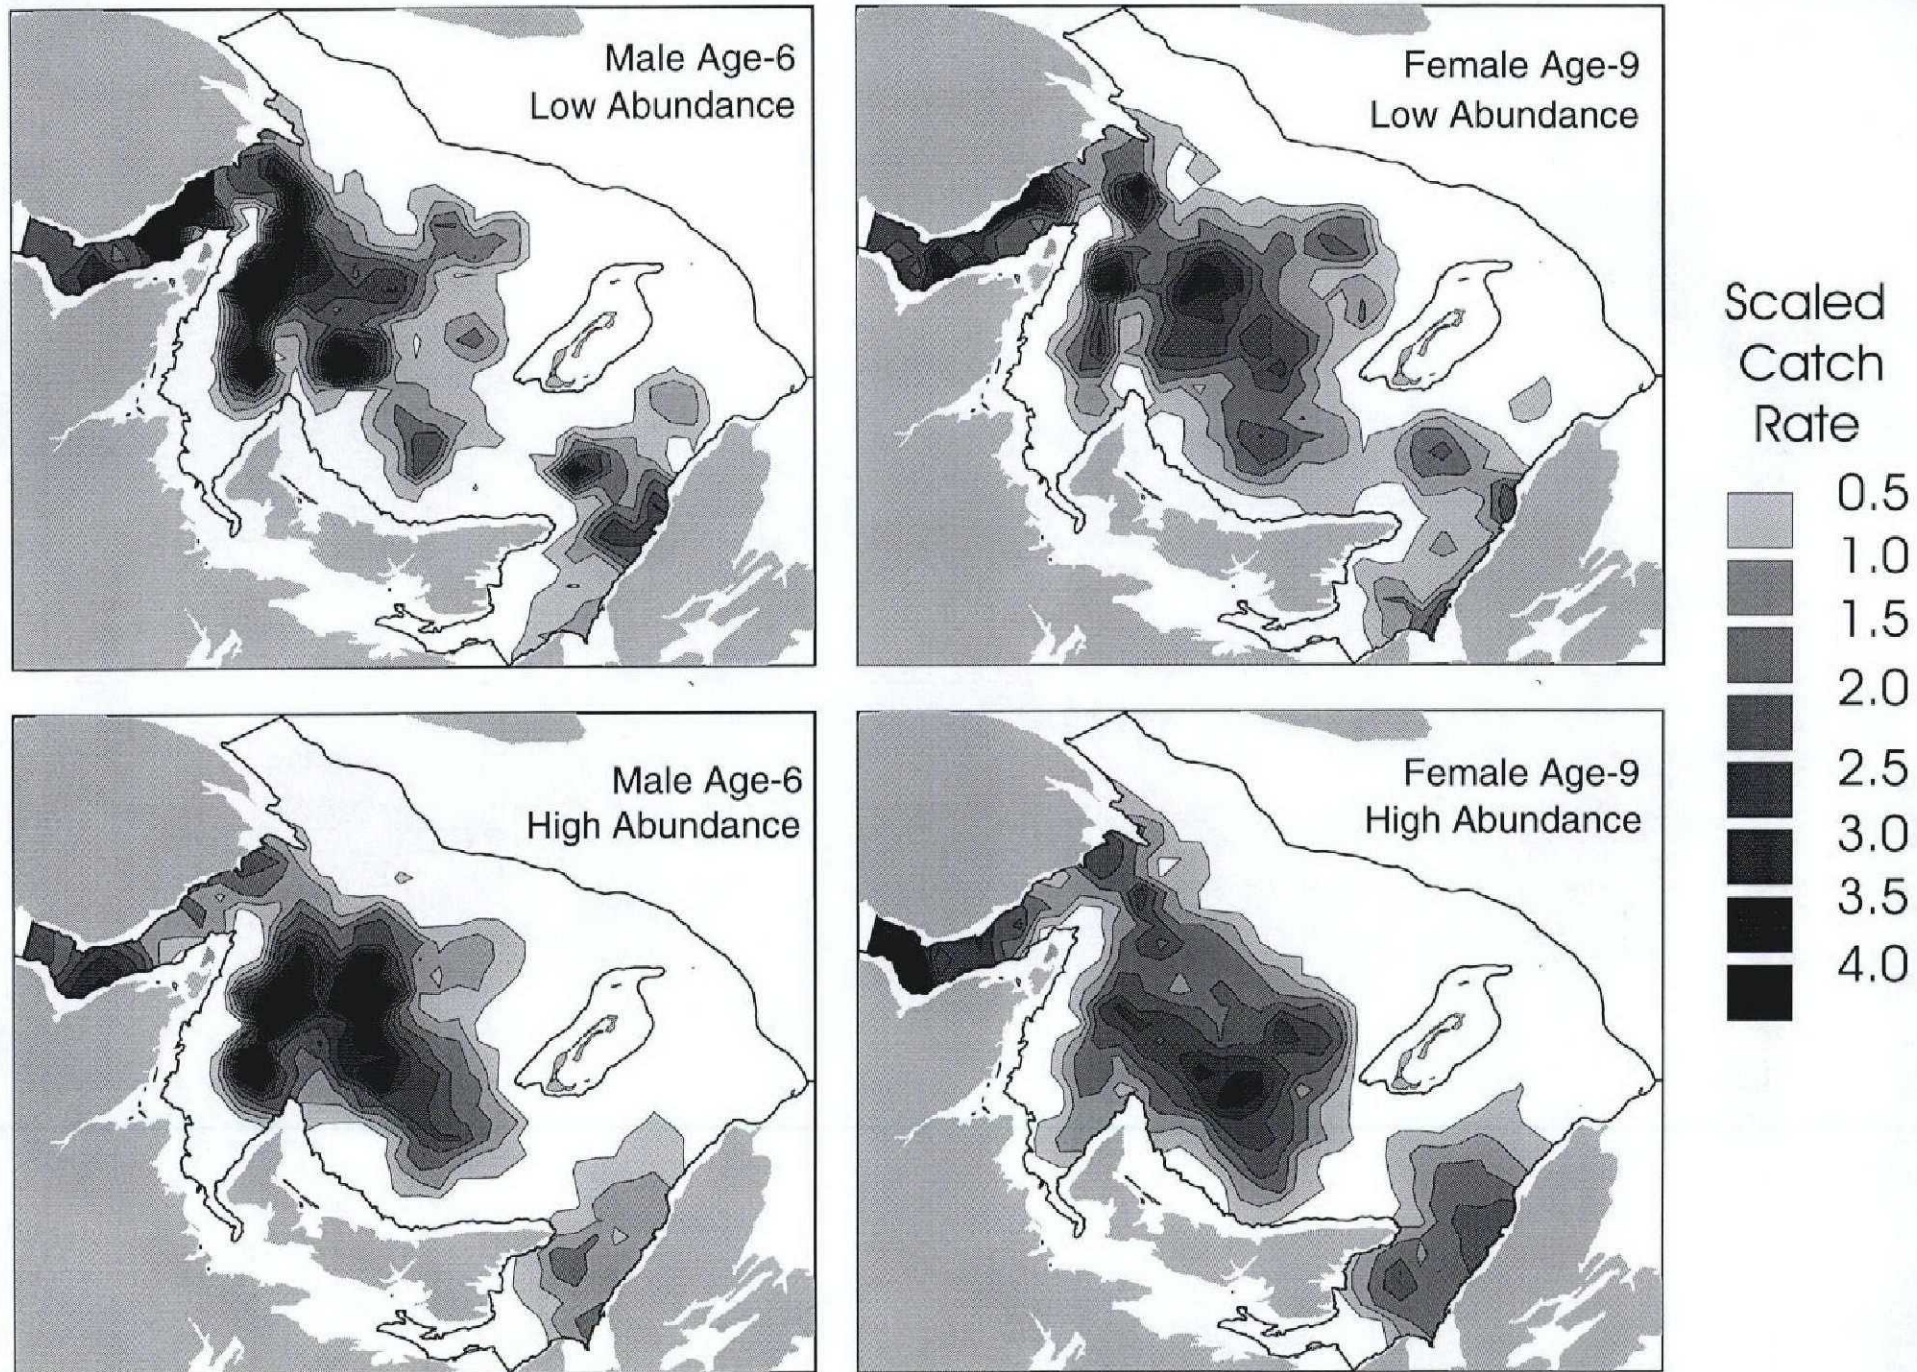 Male Age-6
Low Abundance
Female Age-9
Low Abundance
Male Age-6
High Abundance
Female Age-9
High Abundance
Scaled
Catch
Rate
0.5
1.0
1.5
2.0
2.5
3.0
3.5
4.0